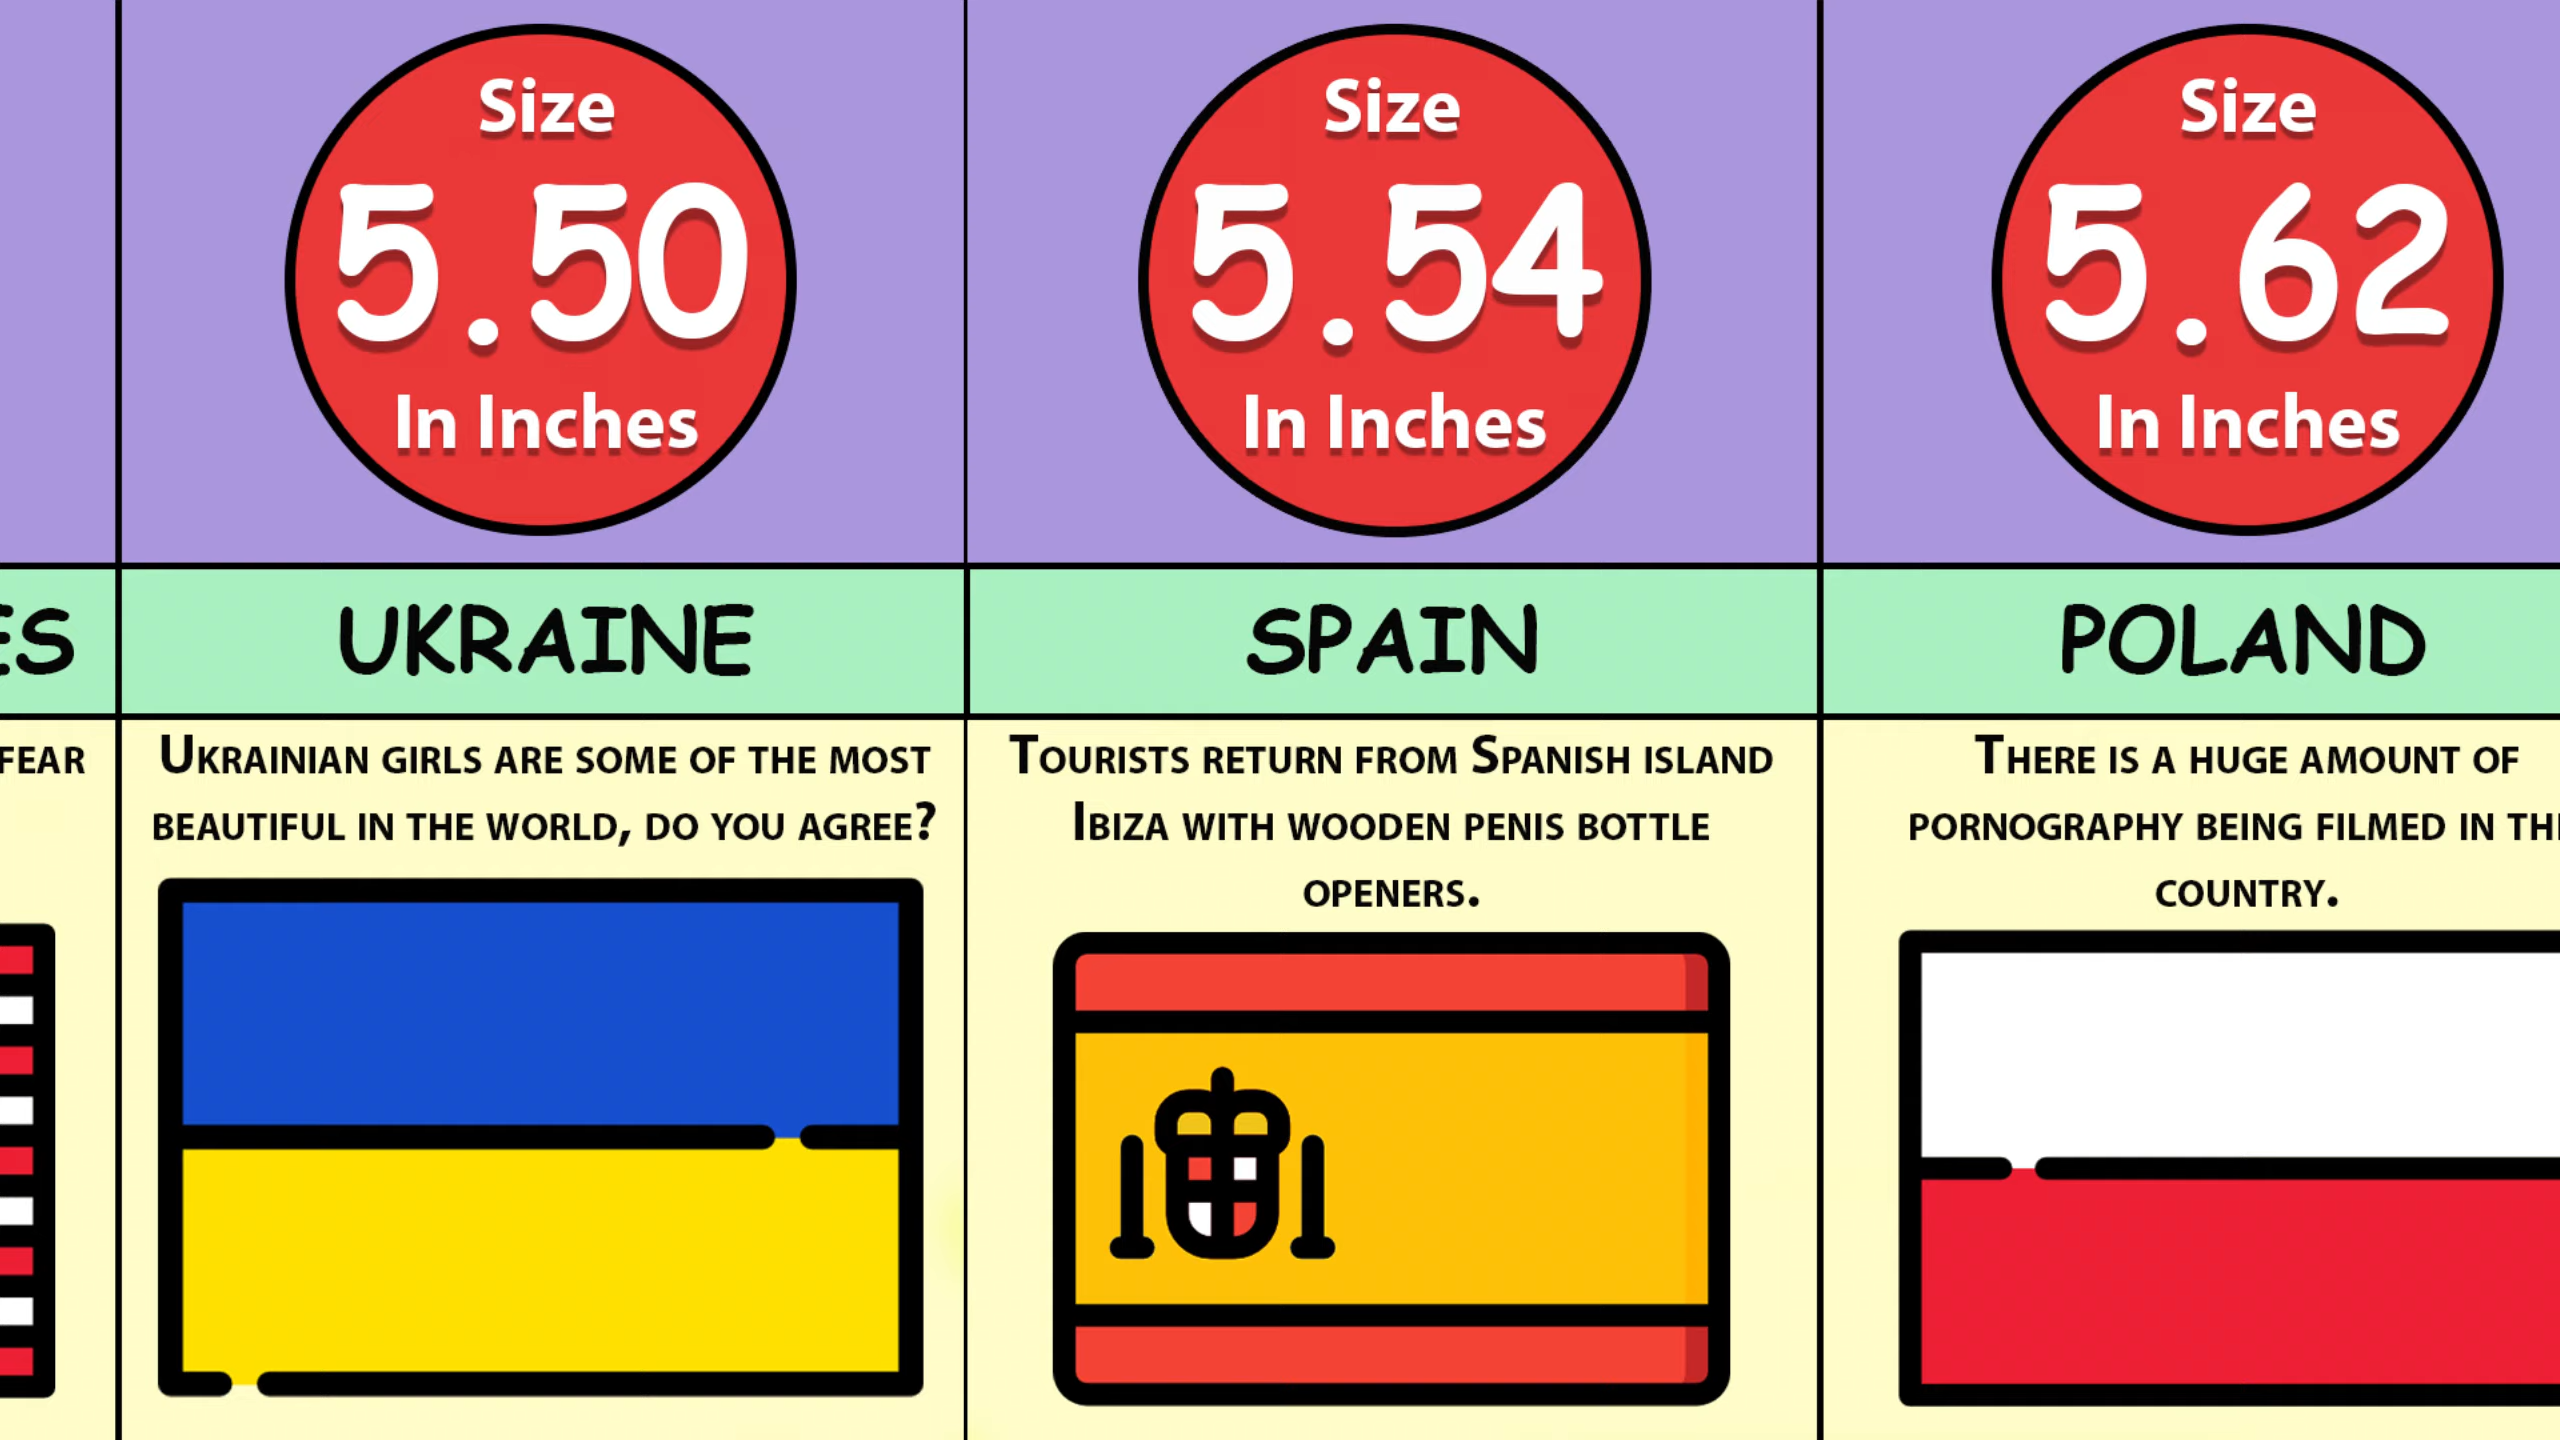 Size
5.50
In Inches
Size
5.54
In Inches
Size
5.62
In Inches
ES
UKRAINE
SPAIN
POLAND
FEAR
UKRAINIAN GIRLS ARE SOME OF THE MOST
BEAUTIFUL IN THE WORLD, DO YOU AGREE?
TOURISTS RETURN FROM SPANISH ISLAND
IBIZA WITH WOODEN PENIS BOTTLE
OPENERS.
THERE IS A HUGE AMOUNT OF
PORNOGRAPHY BEING FILMED IN TH
COUNTRY.